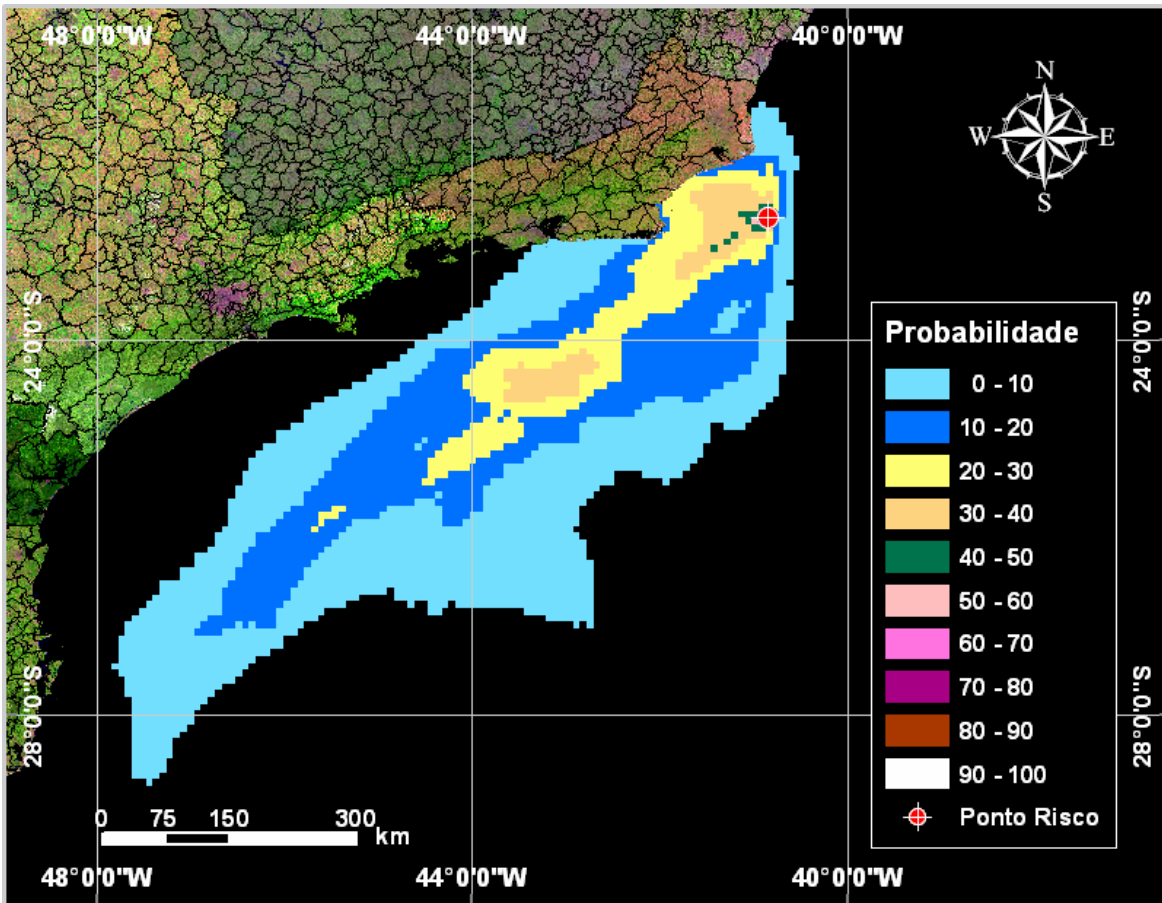 48°0'0"W 44°0'0"W 40°0'0"W
N
W E
S
24°0'0"S
24°0'0"S
Probabilidade
0 - 10
10 - 20
20 - 30
30 - 40
40 - 50
50 - 60
60 - 70
70 - 80
80 - 90
90 - 100
Ponto Risco
28°0'0"S
28°0'0"S
0 75 150 300
km
48°0'0"W 44°0'0"W 40°0'0"W